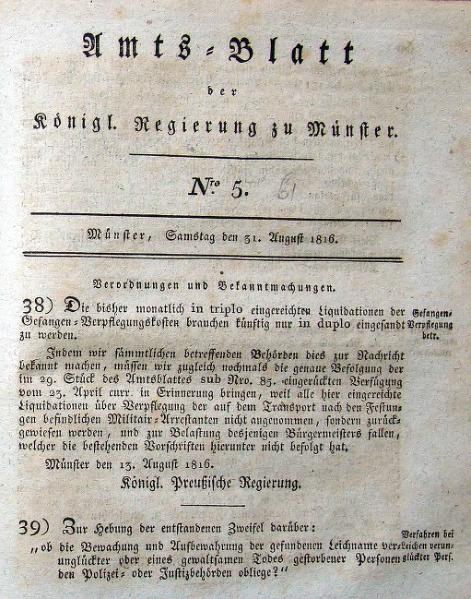 Amts-Blatt
der
Königl. Regierung zu Münster.
Nro. 5.
Münster, Samstag den 31. August 1816.
Verordnungen und Bekanntmachungen.
38) Die bisher monatlich in triplo eingereichten Liquidationen der
Gefangen-Verpflegungskosten brauchen künftig nur in duplo eingesandt
zu werden.
Gefangen-
Verpflegung
betr.
Indem wir sämmtlichen betreffenden Behörden dies zur Nachricht
bekannt machen, müssen wir zugleich nochmals die genaue Befolgung der
im 29. Stück des Amtsblattes sub Nro. 85. eingerückten Verfügung
vom 23. April curr. in Erinnerung bringen, weil alle hier eingereichte
Liquidationen über Verpflegung der auf dem Transport nach den Festun-
gen befindlichen Militair-Arrestanten nicht angenommen, sondern zurück-
gewiesen werden, und zur Belastung desjenigen Bürgermeisters fallen,
welcher die bestehenden Vorschriften hierunter nicht befolgt hat.
Münster den 13. August 1816.
Königl. Preußische Regierung.
39) Zur Hebung der entstandenen Zweifel darüber:
„ob die Bewachung und Aufbewahrung der gefundenen Leichname ver-
unglückter oder eines gewaltsamen Todes gestorbener Personen
den Polizei- oder Justizbehörden obliege?“
Verfahren bei
Leichen verun-
glückter Per-
son.